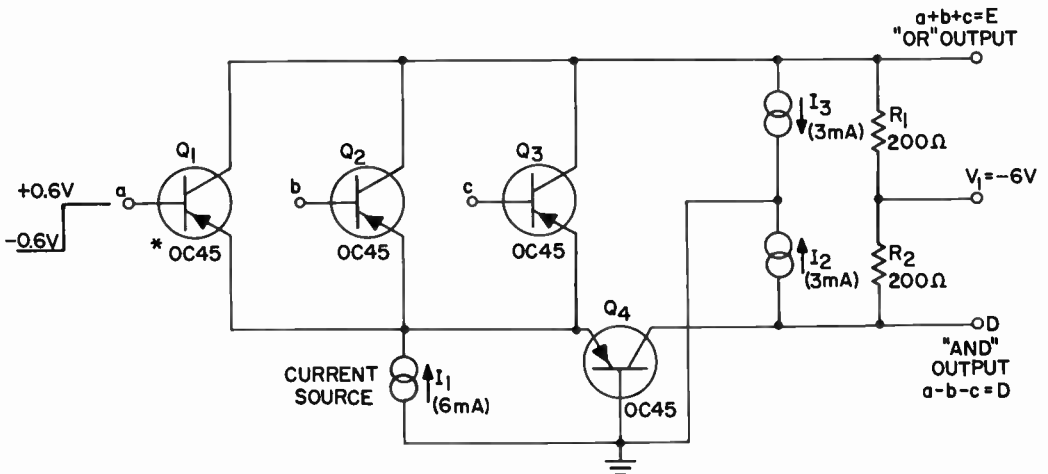 a+b+c=E
"OR" OUTPUT
I3
(3mA)
R1
200Ω
Q1
Q2
Q3
+0.6V
a
b
c
V1=-6V
-0.6V
* OC45
OC45
OC45
I2
(3mA)
R2
200Ω
Q4
D
"AND"
OUTPUT
a-b-c=D
CURRENT
SOURCE
I1
(6mA)
OC45